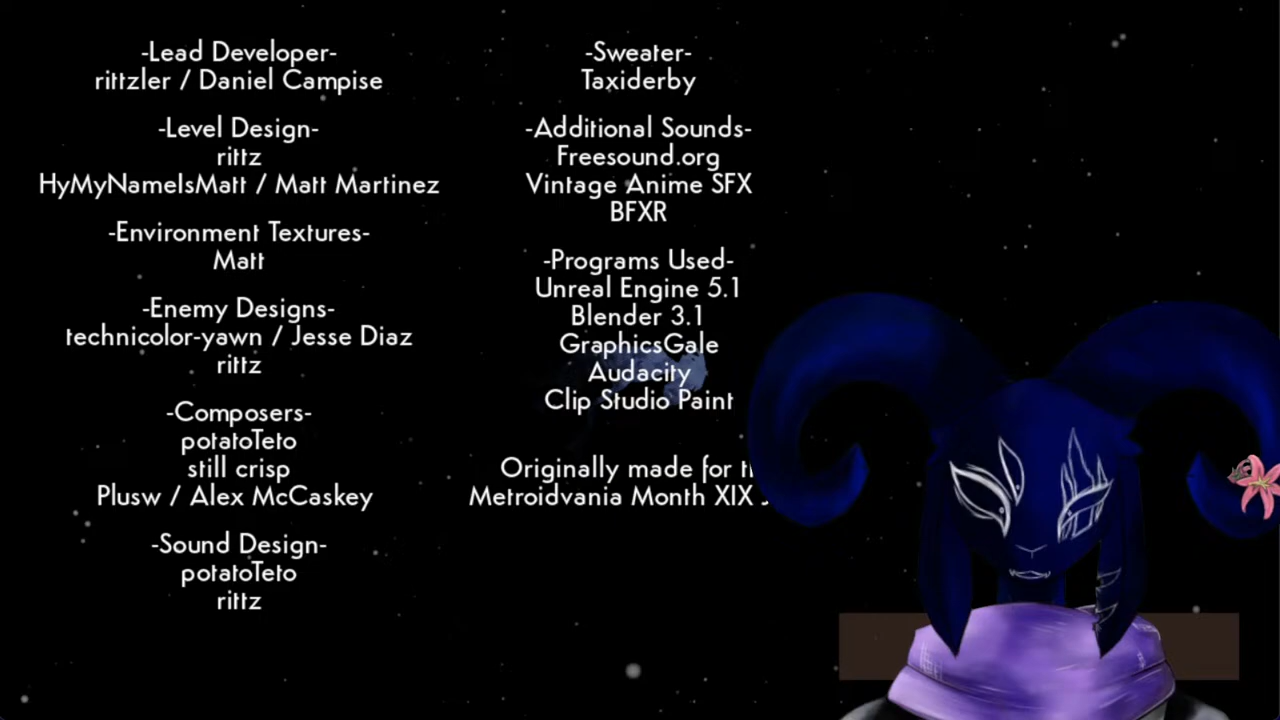 -Lead Developer-
rittzler / Daniel Campise
-Level Design-
rittz
HyMyNameIsMatt / Matt Martinez
-Environment Textures-
Matt
-Enemy Designs-
technicolor-yawn / Jesse Diaz
rittz
-Composers-
potatoTeto
still crisp
Plusw / Alex McCaskey
-Sound Design-
potatoTeto
rittz
-Sweater-
Taxiderby
-Additional Sounds-
Freesound.org
Vintage Anime SFX
BFXR
-Programs Used-
Unreal Engine 5.1
Blender 3.1
GraphicsGale
Audacity
Clip Studio Paint
Originally made for
Metroidvania Month XIX